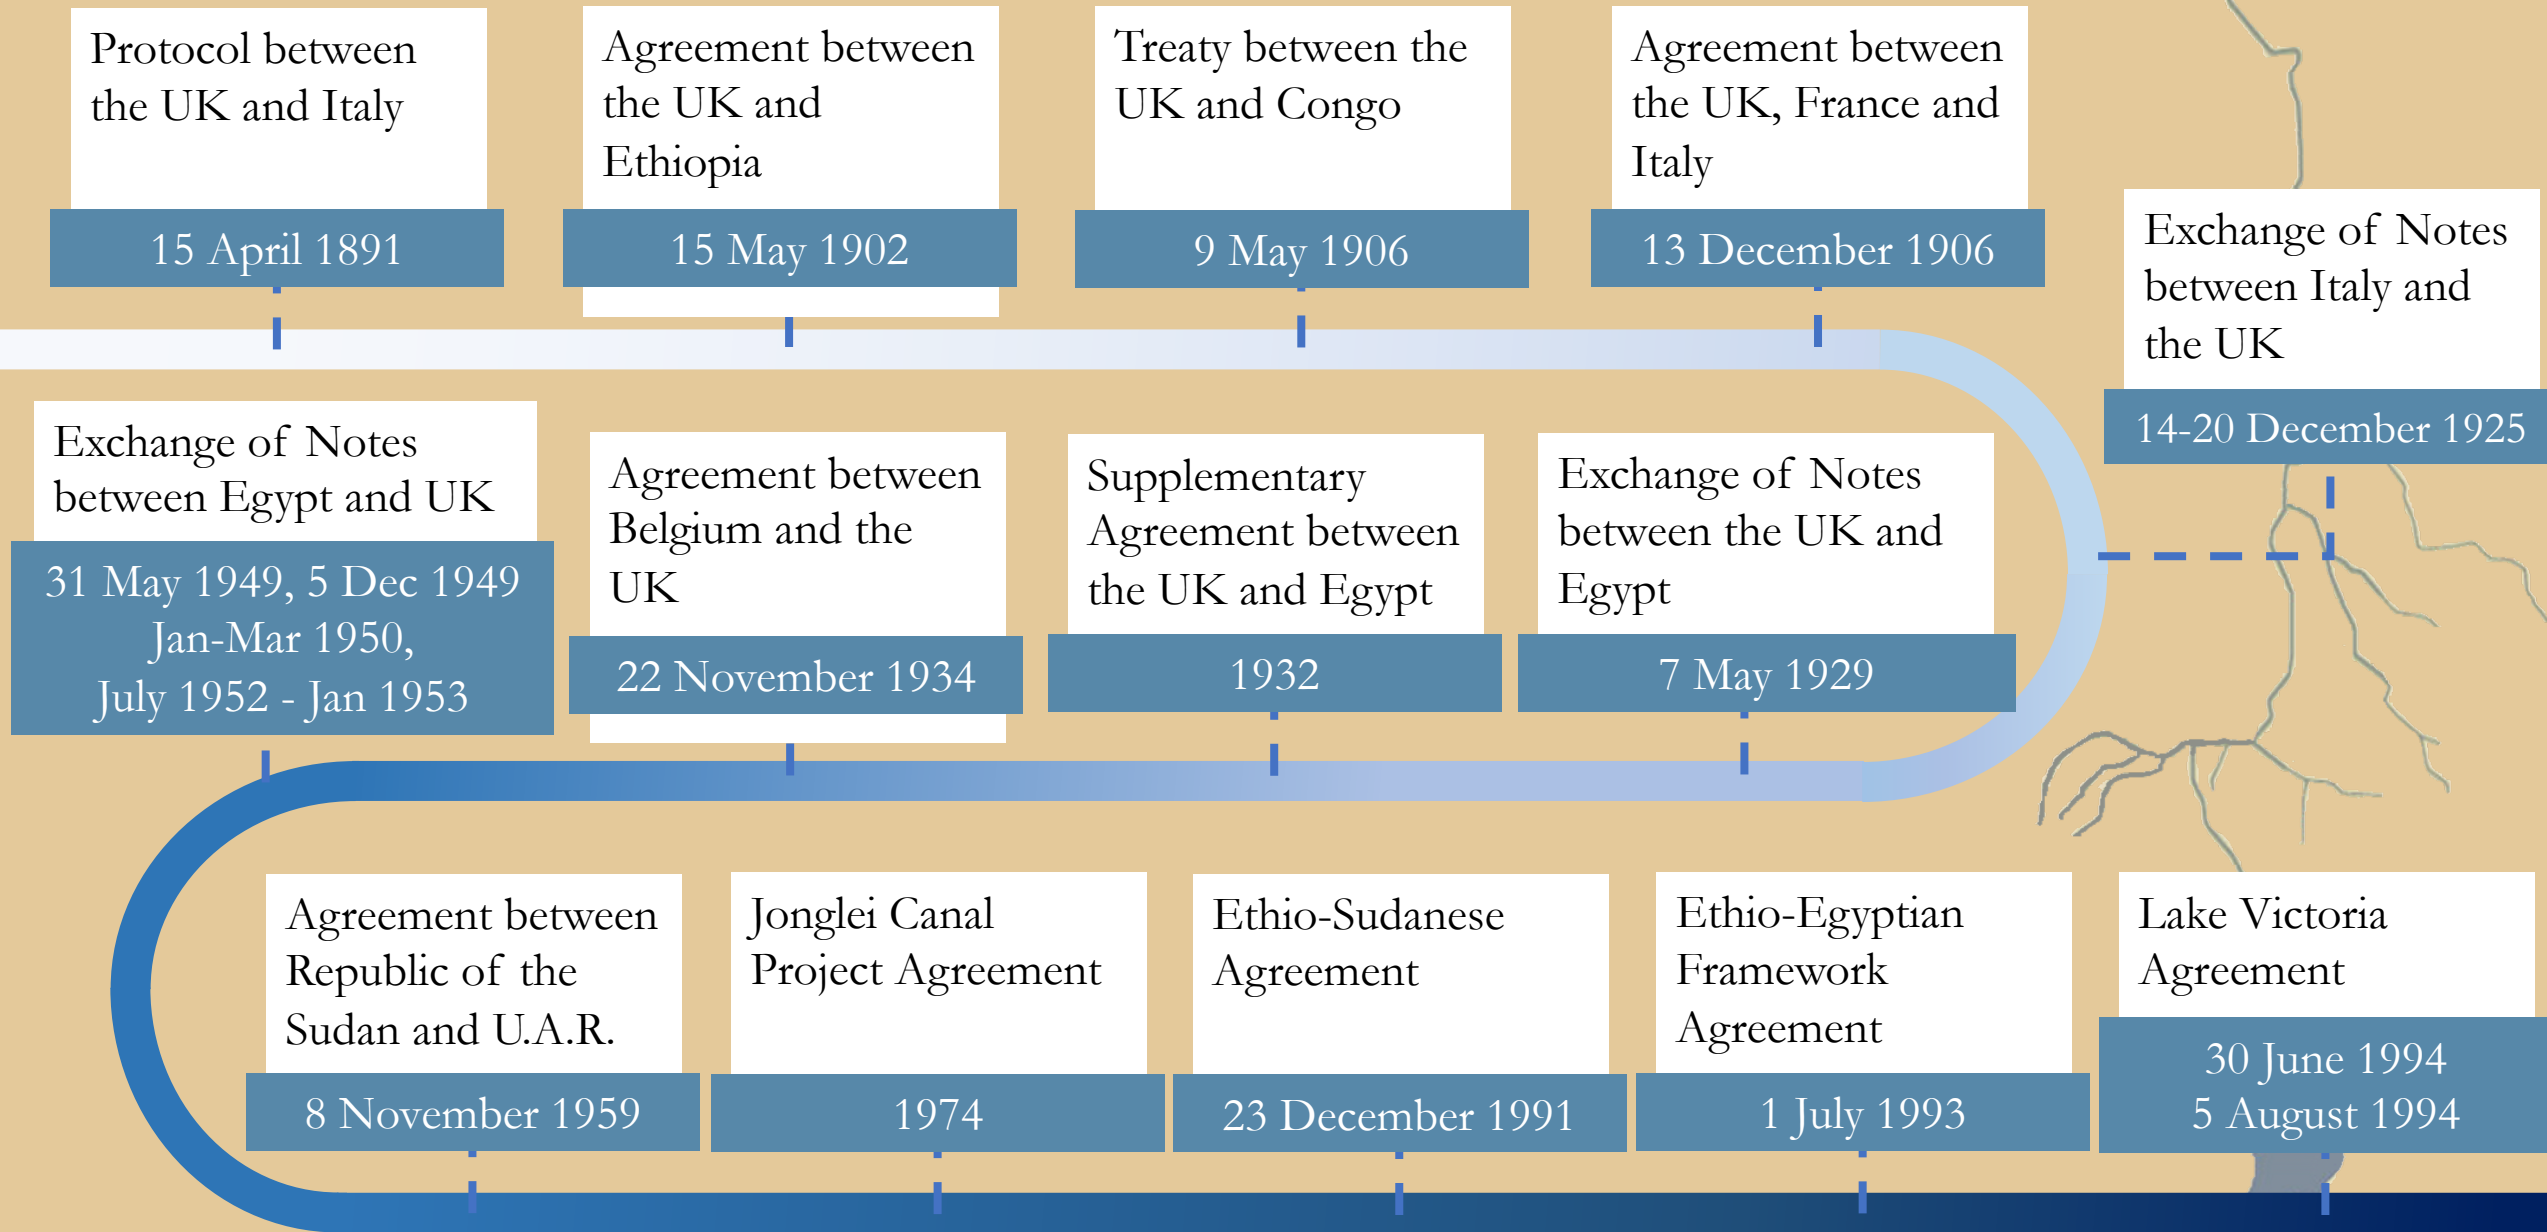 Protocol between
the UK and Italy
15 April 1891
Agreement between
the UK and
Ethiopia
15 May 1902
Treaty between the
UK and Congo
9 May 1906
Agreement between
the UK, France and
Italy
13 December 1906
Exchange of Notes
between Italy and
the UK
14-20 December 1925
Exchange of Notes
between the UK and
Egypt
7 May 1929
Supplementary
Agreement between
the UK and Egypt
1932
Agreement between
Belgium and the
UK
22 November 1934
Exchange of Notes
between Egypt and UK
31 May 1949, 5 Dec 1949
Jan-Mar 1950,
July 1952 - Jan 1953
Agreement between
Republic of the
Sudan and U.A.R.
8 November 1959
Jonglei Canal
Project Agreement
1974
Ethio-Sudanese
Agreement
23 December 1991
Ethio-Egyptian
Framework
Agreement
1 July 1993
Lake Victoria
Agreement
30 June 1994
5 August 1994